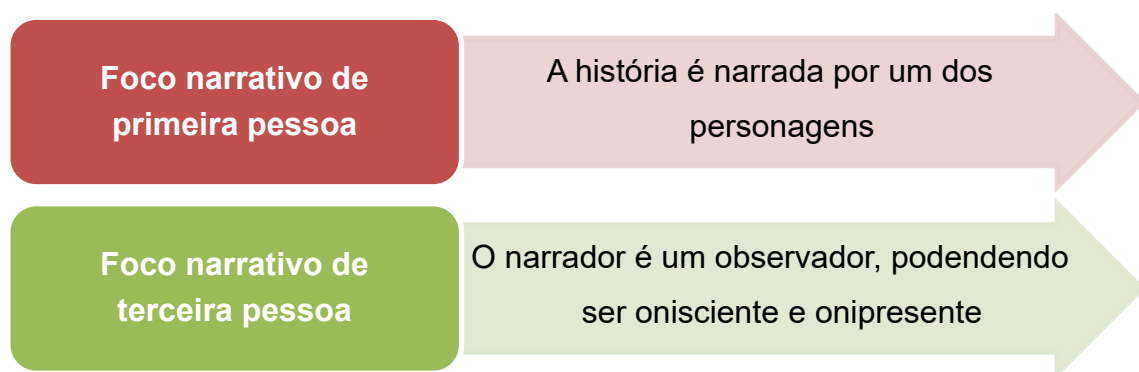 Foco narrativo de
primeira pessoa
A história é narrada por um dos
personagens
Foco narrativo de
terceira pessoa
O narrador é um observador, podendendo
ser onisciente e onipresente